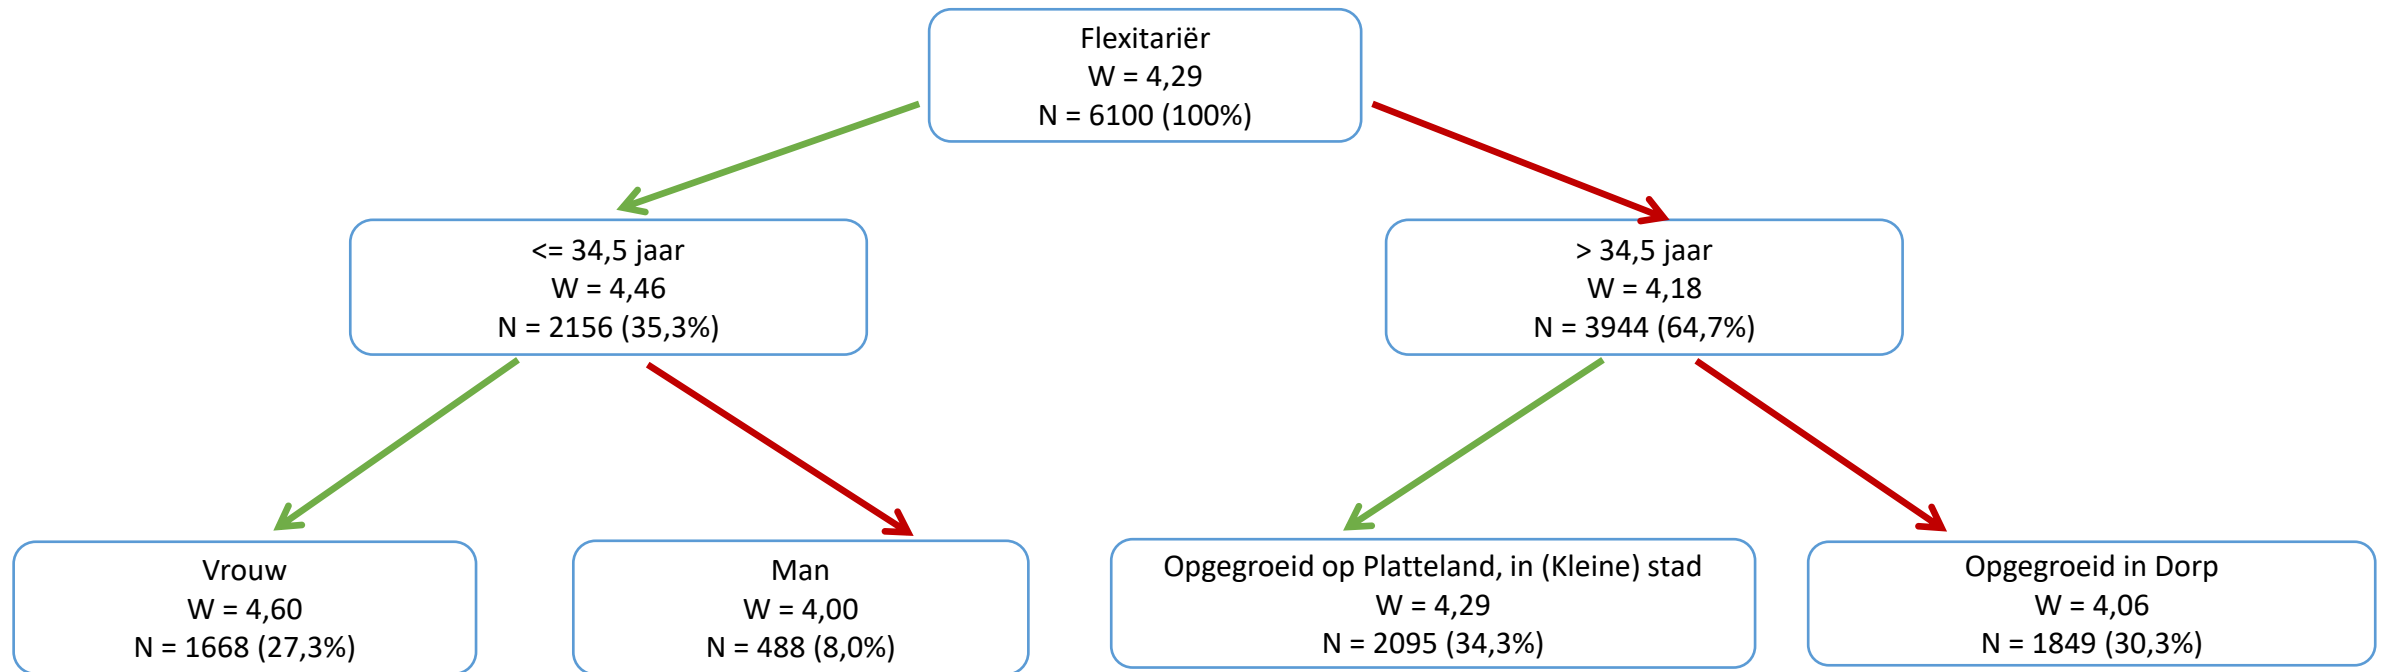 Flexitariër
W = 4,29
N = 6100 (100%)
<= 34,5 jaar
W = 4,46
N = 2156 (35,3%)
> 34,5 jaar
W = 4,18
N = 3944 (64,7%)
Vrouw
W = 4,60
N = 1668 (27,3%)
Man
W = 4,00
N = 488 (8,0%)
Opgegroeid op Platteland, in (Kleine) stad
W = 4,29
N = 2095 (34,3%)
Opgegroeid in Dorp
W = 4,06
N = 1849 (30,3%)